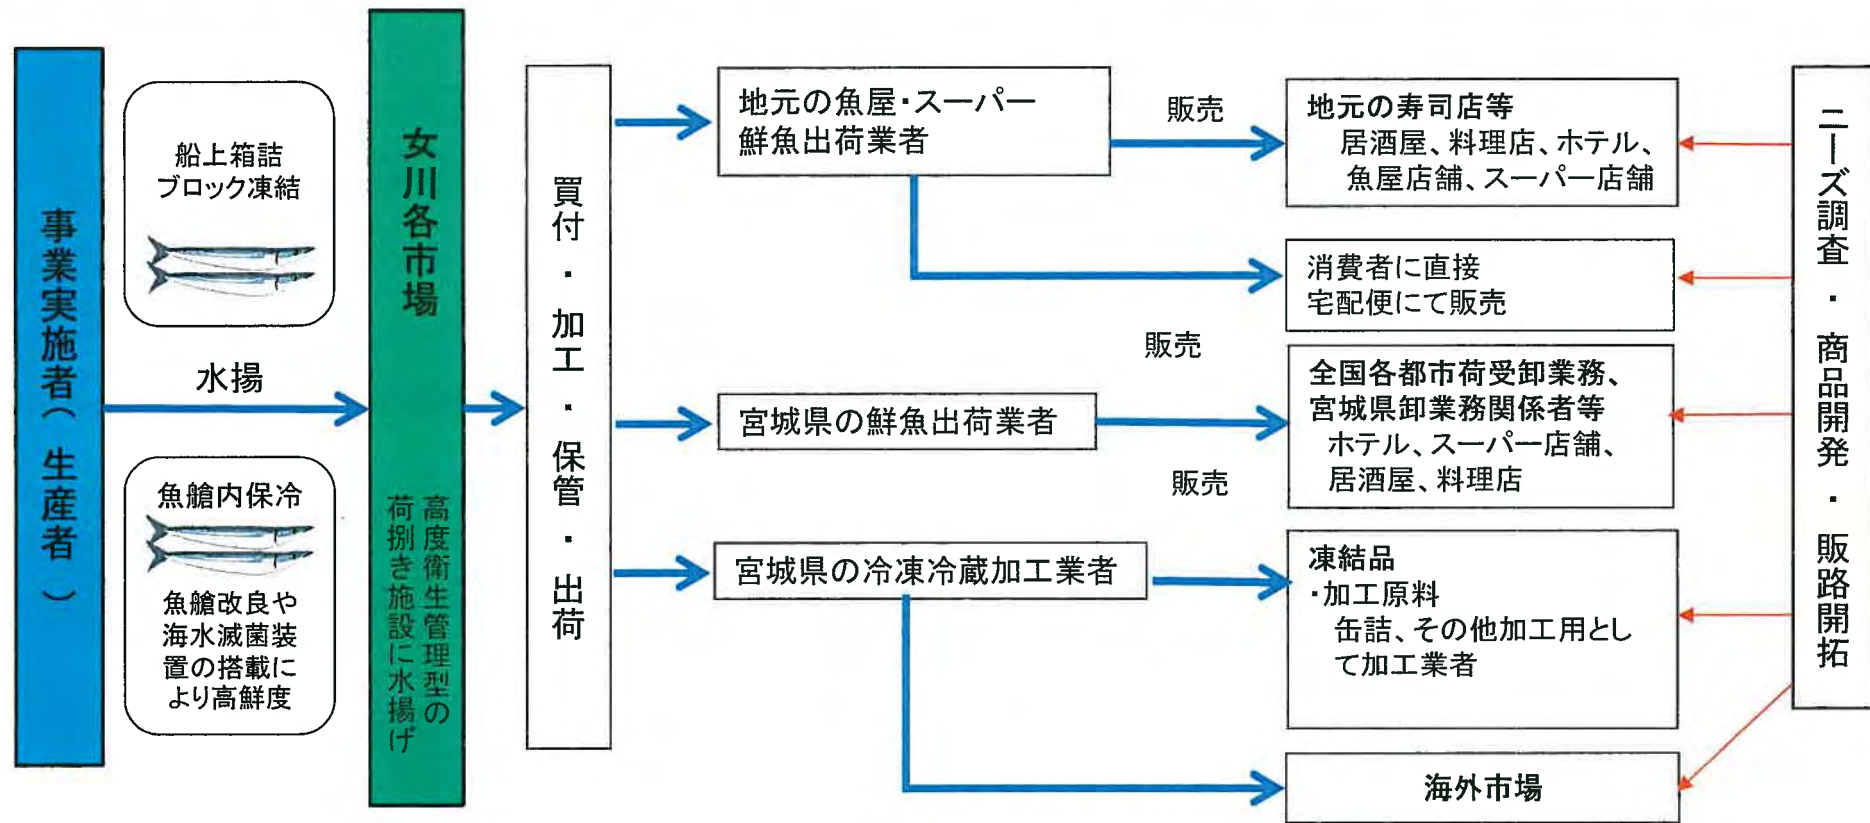 事業実施者(生産者)
船上箱詰
ブロック凍結
水揚
魚艙内保冷
魚艙改良や
海水滅菌装
置の搭載に
より高鮮度
女川各市場
高度衛生管理型の
荷捌き施設に水揚げ
買付・加工・保管・出荷
地元の魚屋・スーパー
鮮魚出荷業者
販売
地元の寿司店等
居酒屋、料理店、ホテル、
魚屋店舗、スーパー店舗
消費者に直接
宅配便にて販売
販売
宮城県の鮮魚出荷業者
全国各都市荷受卸業務、
宮城県卸業務関係者等
ホテル、スーパー店舗、
居酒屋、料理店
販売
宮城県の冷凍冷蔵加工業者
凍結品
・加工原料
缶詰、その他加工用とし
て加工業者
海外市場
ニーズ調査・商品開発・販路開拓